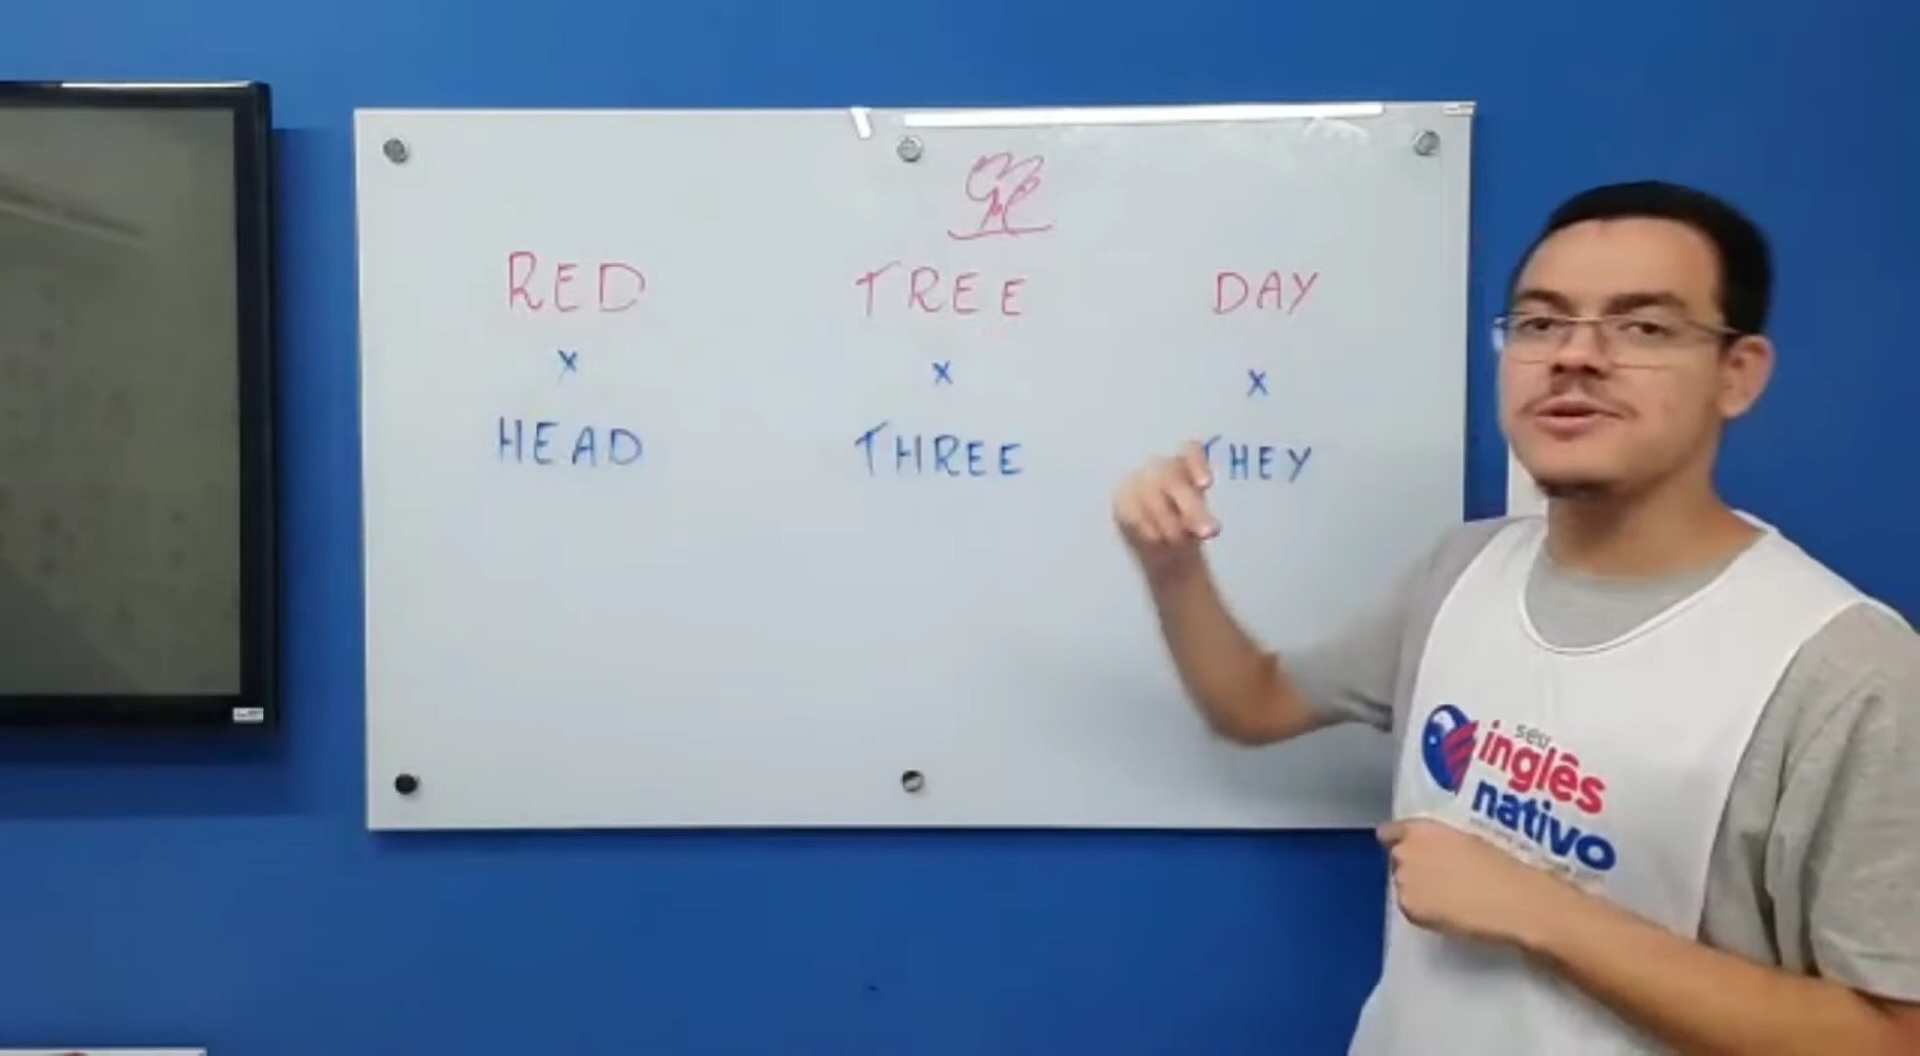 RED TREE DAY
x x x
HEAD THREE THEY
seu
inglês
nativo